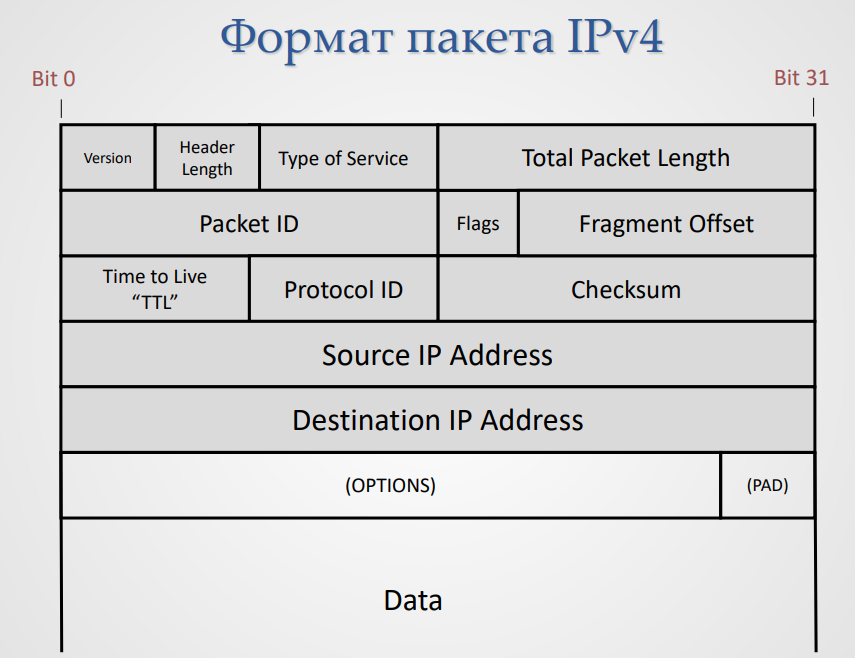 Формат пакета IPv4
Bit 0
Bit 31
Version
Header
Length
Type of Service
Total Packet Length
Packet ID
Flags
Fragment Offset
Time to Live
“TTL”
Protocol ID
Checksum
Source IP Address
Destination IP Address
(OPTIONS)
(PAD)
Data